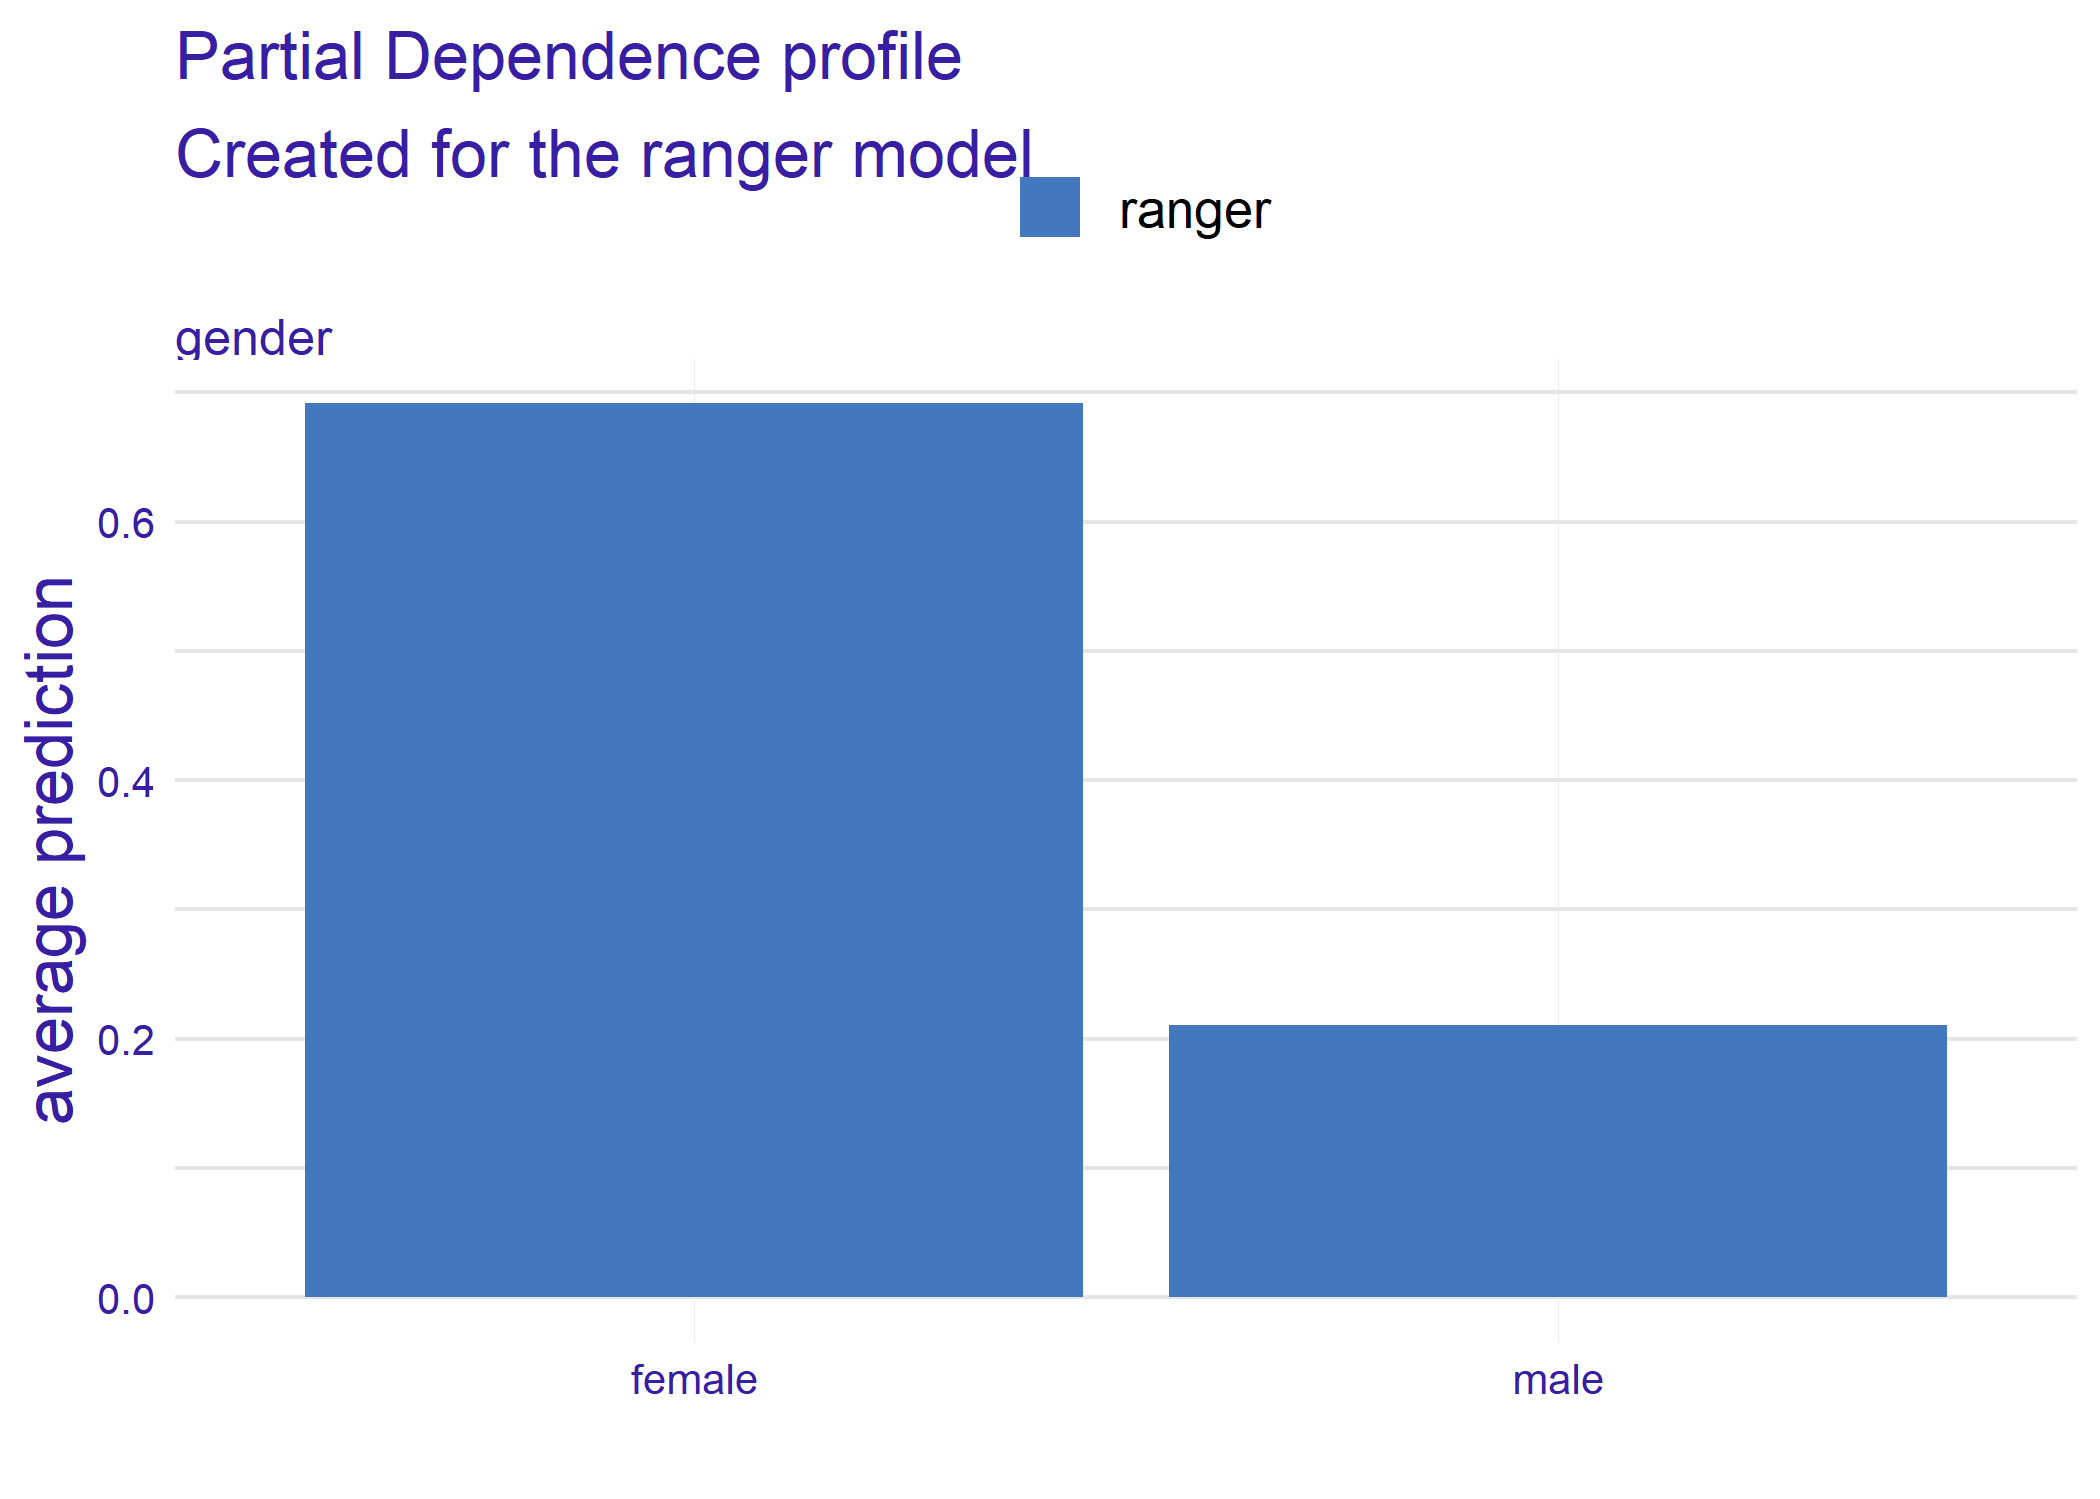 Partial Dependence profile
Created for the ranger model
ranger
gender
average prediction
0.6
0.4
0.2
0.0
female
male